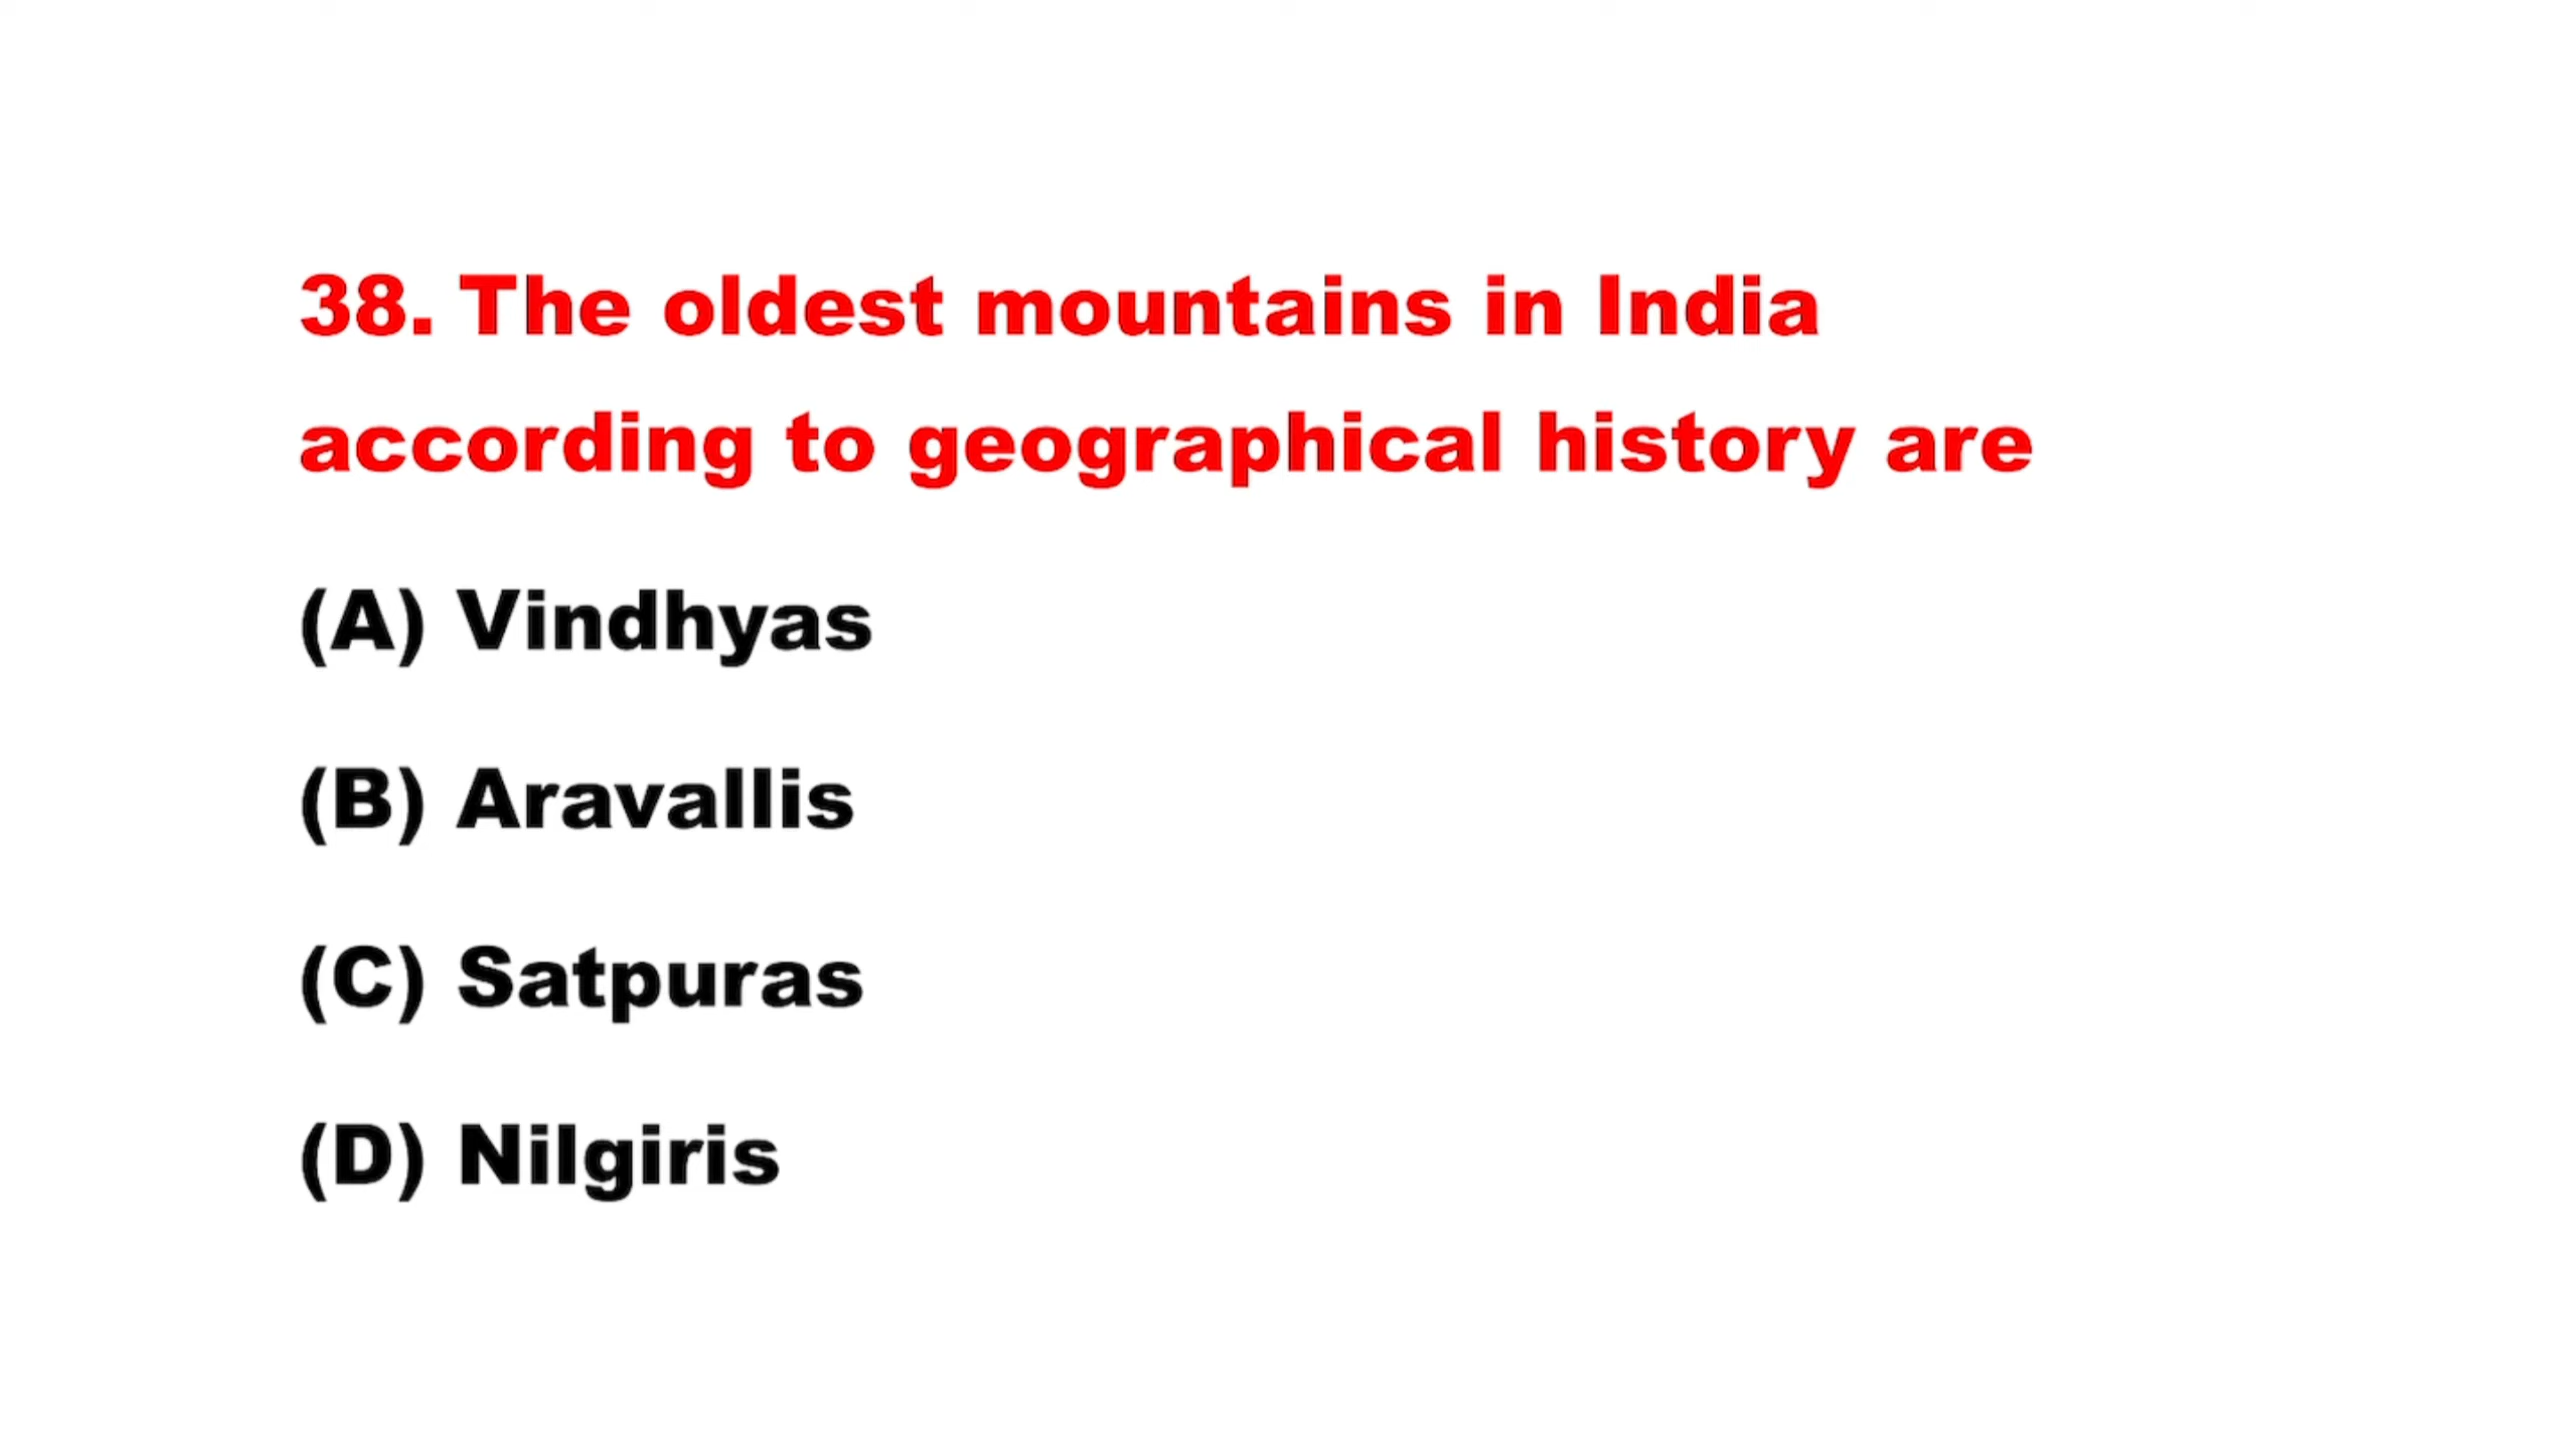 38. The oldest mountains in India
according to geographical history are
(A) Vindhyas
(B) Aravallis
(C) Satpuras
(D) Nilgiris